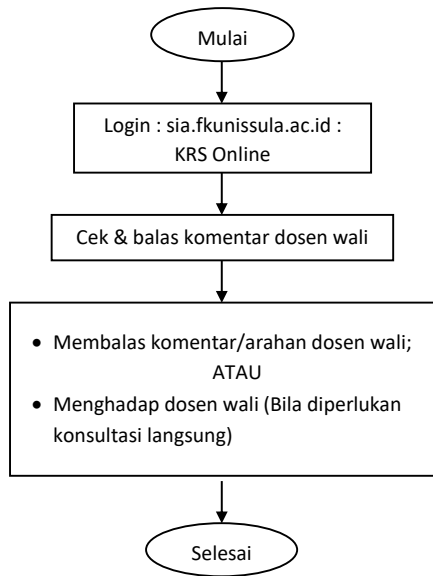 Mulai
Login : sia.fkunissula.ac.id :
KRS Online
Cek & balas komentar dosen wali
• Membalas komentar/arahan dosen wali;
ATAU
• Menghadap dosen wali (Bila diperlukan
konsultasi langsung)
Selesai